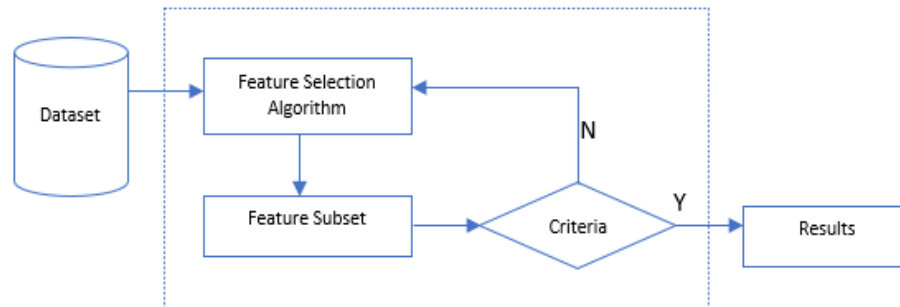 Dataset
Feature Selection
Algorithm
N
Feature Subset
Criteria
Y
Results